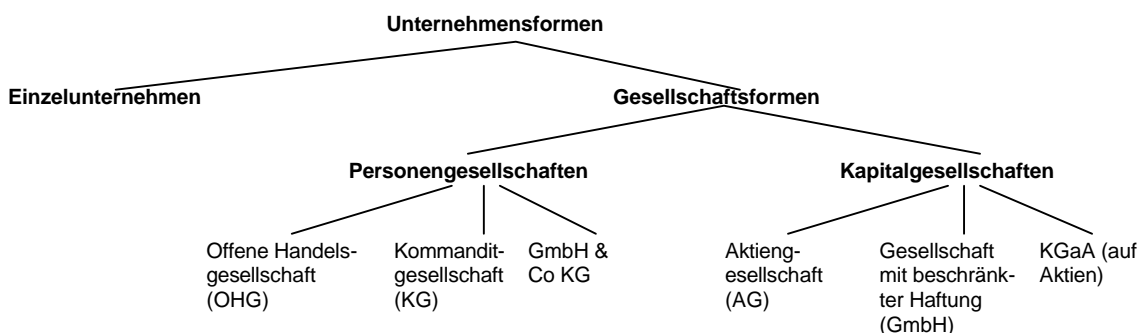 Unternehmensformen
Einzelunternehmen
Gesellschaftsformen
Personengesellschaften
Kapitalgesellschaften
Offene Handels-
gesellschaft
(OHG)
Kommandit-
gesellschaft
(KG)
GmbH &
Co KG
Aktieng-
esellschaft
(AG)
Gesellschaft
mit beschränk-
ter Haftung
(GmbH)
KGaA (auf
Aktien)